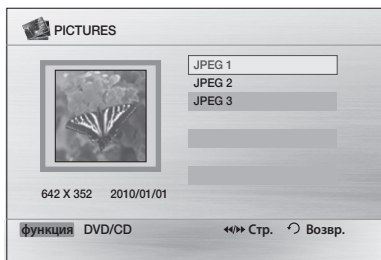 PICTURES
JPEG 1
JPEG 2
JPEG 3
642 X 352 2010/01/01
функция DVD/CD ◀◀/▶▶ Стр. Возвр.